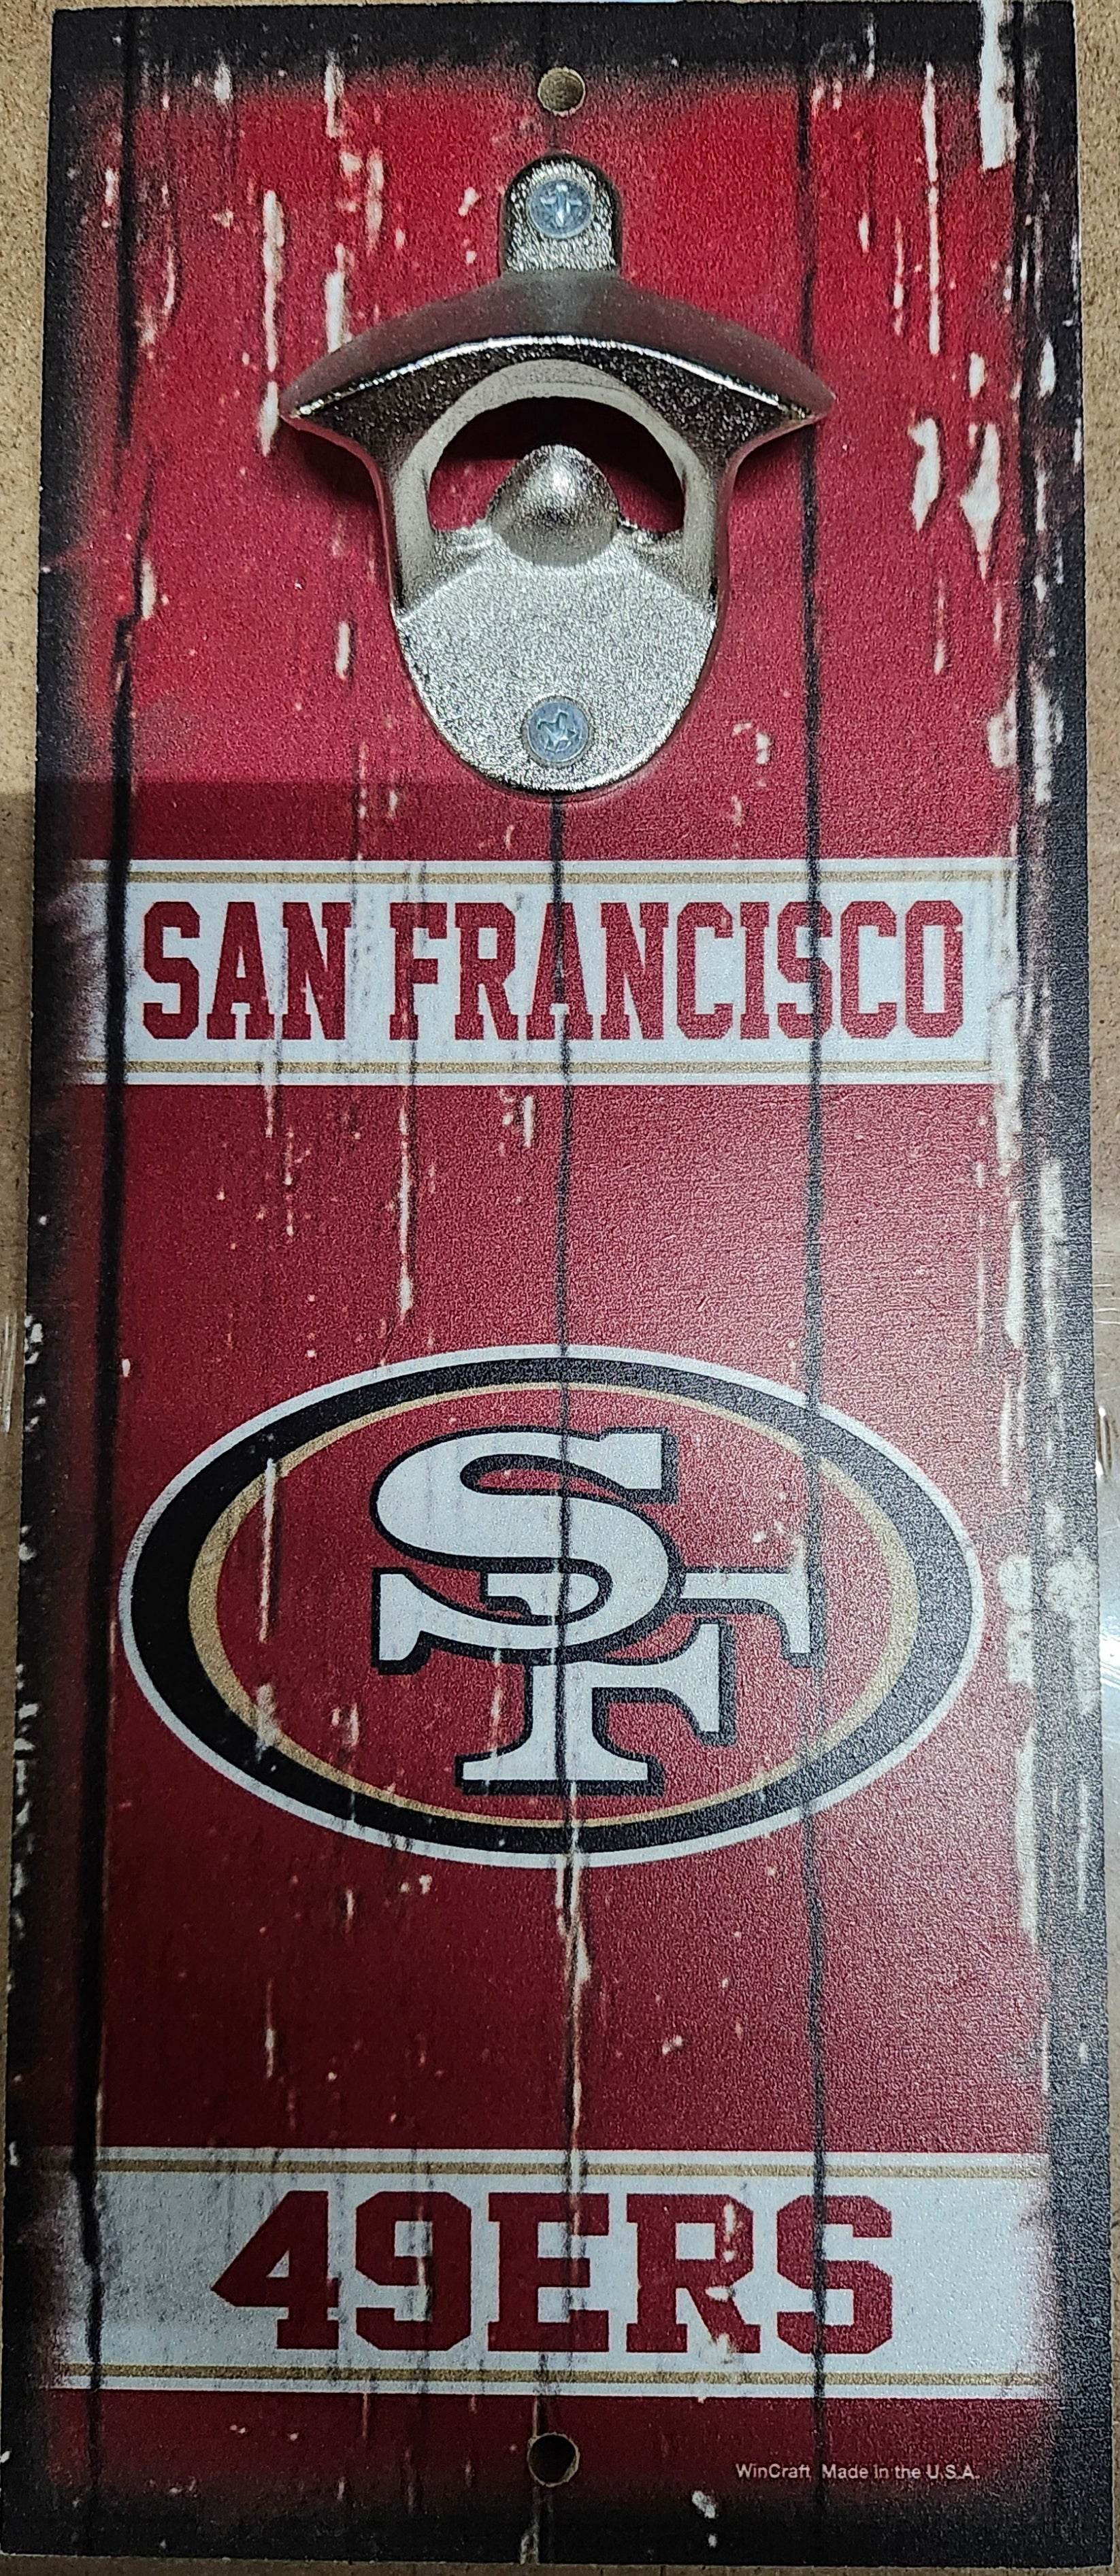 SAN FRANCISCO
SF
49ERS
WinCraft Made in the U.S.A.